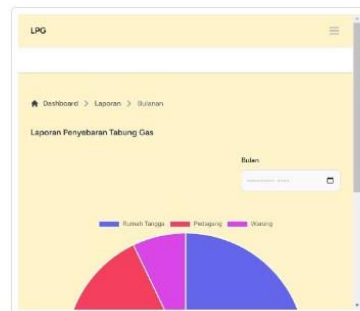 LPG
Dashboard > Laporan > Bulanan
Laporan Penyebaran Tabung Gas
Bulan
Rumah Tangga Pedagang Warung